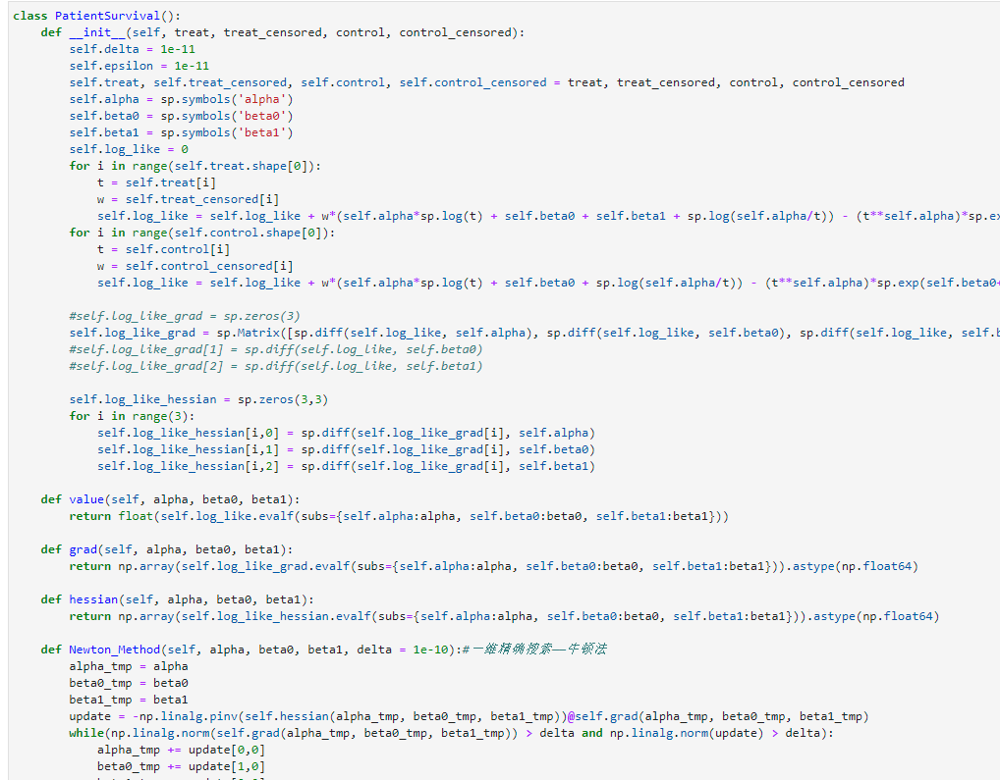 class PatientSurvival():
    def __init__(self, treat, treat_censored, control, control_censored):
        self.delta = 1e-11
        self.epsilon = 1e-11
        self.treat, self.treat_censored, self.control, self.control_censored = treat, treat_censored, control, control_censored
        self.alpha = sp.symbols('alpha')
        self.beta0 = sp.symbols('beta0')
        self.beta1 = sp.symbols('beta1')
        self.log_like = 0
        for i in range(self.treat.shape[0]):
            t = self.treat[i]
            w = self.treat_censored[i]
            self.log_like = self.log_like + w*(self.alpha*sp.log(t) + self.beta0 + self.beta1 + sp.log(self.alpha/t)) - (t**self.alpha)*sp.ex
        for i in range(self.control.shape[0]):
            t = self.control[i]
            w = self.control_censored[i]
            self.log_like = self.log_like + w*(self.alpha*sp.log(t) + self.beta0 + sp.log(self.alpha/t)) - (t**self.alpha)*sp.exp(self.beta0+
        #self.log_like_grad = sp.zeros(3)
        self.log_like_grad = sp.Matrix([sp.diff(self.log_like, self.alpha), sp.diff(self.log_like, self.beta0), sp.diff(self.log_like, self.b
        #self.log_like_grad[1] = sp.diff(self.log_like, self.beta0)
        #self.log_like_grad[2] = sp.diff(self.log_like, self.beta1)
        self.log_like_hessian = sp.zeros(3,3)
        for i in range(3):
            self.log_like_hessian[i,0] = sp.diff(self.log_like_grad[i], self.alpha)
            self.log_like_hessian[i,1] = sp.diff(self.log_like_grad[i], self.beta0)
            self.log_like_hessian[i,2] = sp.diff(self.log_like_grad[i], self.beta1)
    def value(self, alpha, beta0, beta1):
        return float(self.log_like.evalf(subs={self.alpha:alpha, self.beta0:beta0, self.beta1:beta1}))
    def grad(self, alpha, beta0, beta1):
        return np.array(self.log_like_grad.evalf(subs={self.alpha:alpha, self.beta0:beta0, self.beta1:beta1})).astype(np.float64)
    def hessian(self, alpha, beta0, beta1):
        return np.array(self.log_like_hessian.evalf(subs={self.alpha:alpha, self.beta0:beta0, self.beta1:beta1})).astype(np.float64)
    def Newton_Method(self, alpha, beta0, beta1, delta = 1e-10):#一维精确搜索——牛顿法
        alpha_tmp = alpha
        beta0_tmp = beta0
        beta1_tmp = beta1
        update = -np.linalg.pinv(self.hessian(alpha_tmp, beta0_tmp, beta1_tmp))@self.grad(alpha_tmp, beta0_tmp, beta1_tmp)
        while(np.linalg.norm(self.grad(alpha_tmp, beta0_tmp, beta1_tmp)) > delta and np.linalg.norm(update) > delta):
            alpha_tmp += update[0,0]
            beta0_tmp += update[1,0]